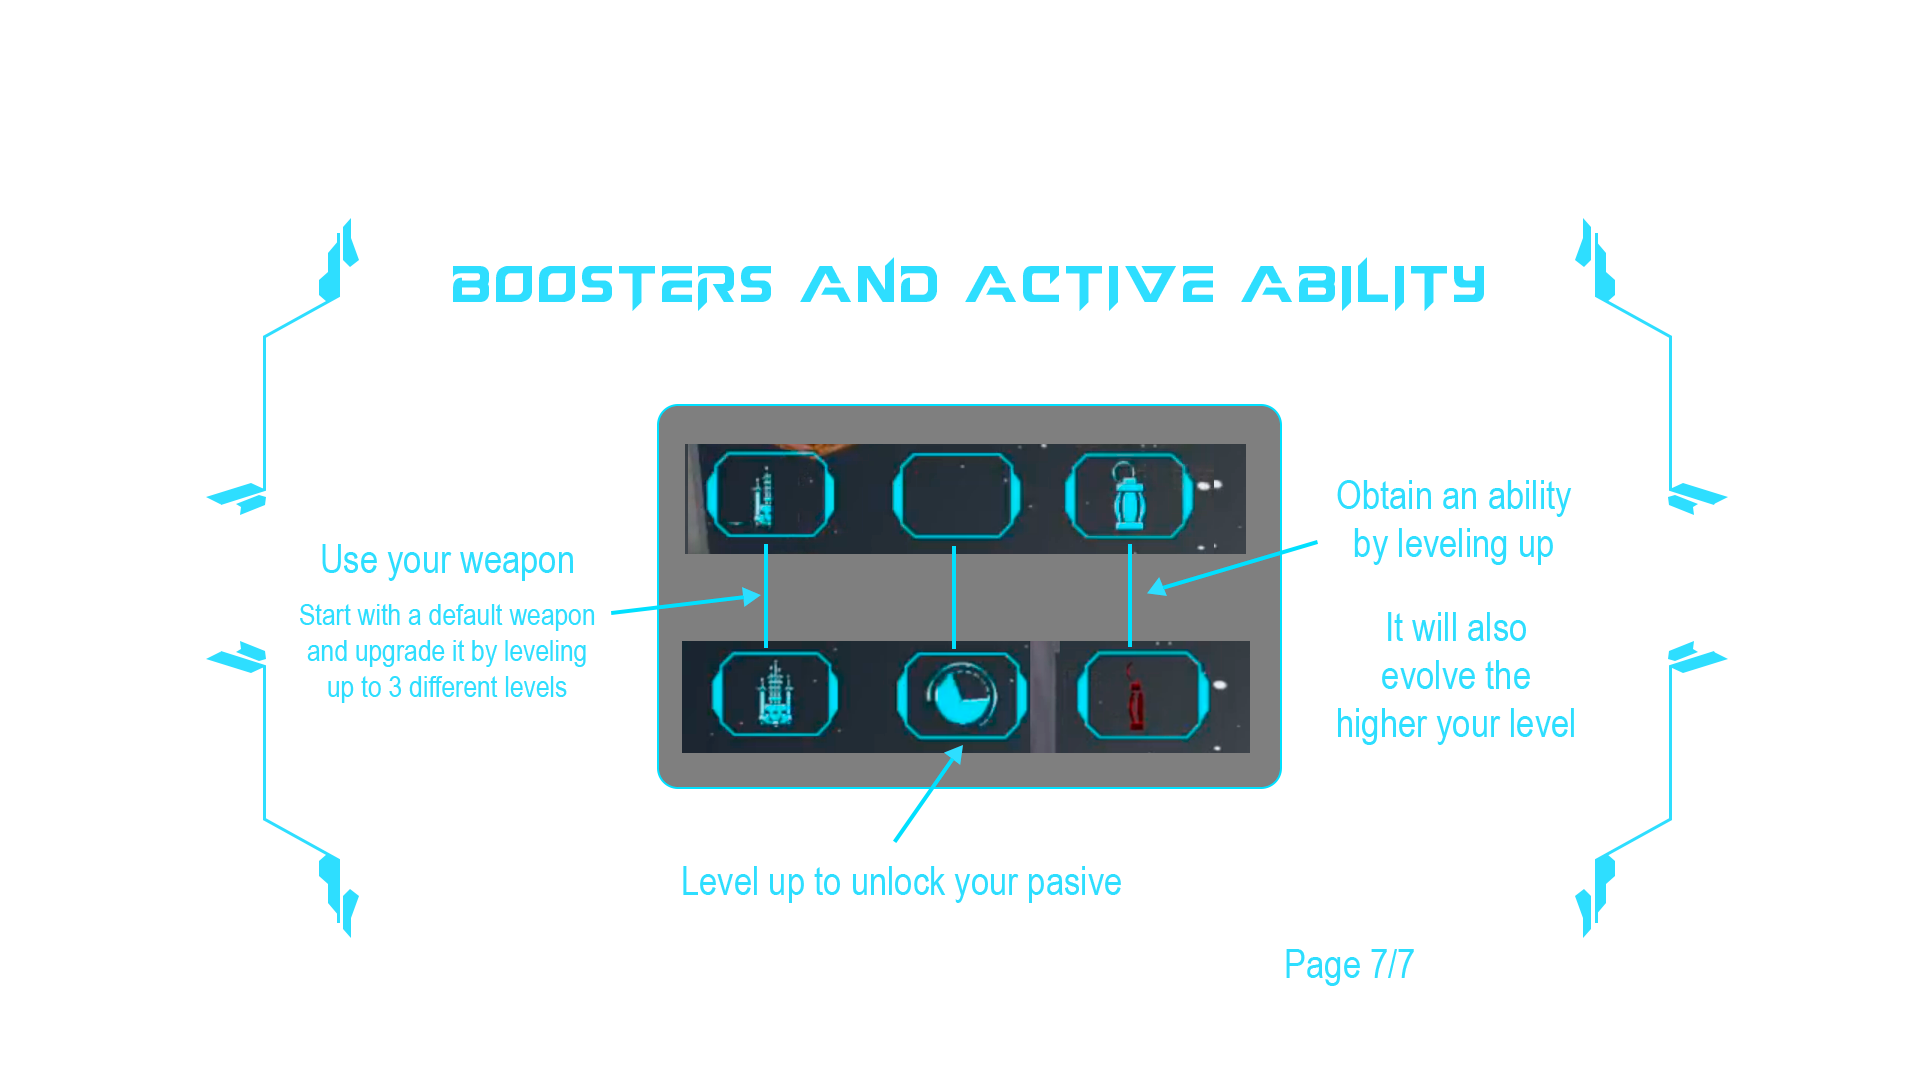 BOOSTERS AND ACTIVE ABILITY
Use your weapon
Start with a default weapon
and upgrade it by leveling
up to 3 different levels
Obtain an ability
by leveling up
It will also
evolve the
higher your level
Level up to unlock your pasive
Page 7/7